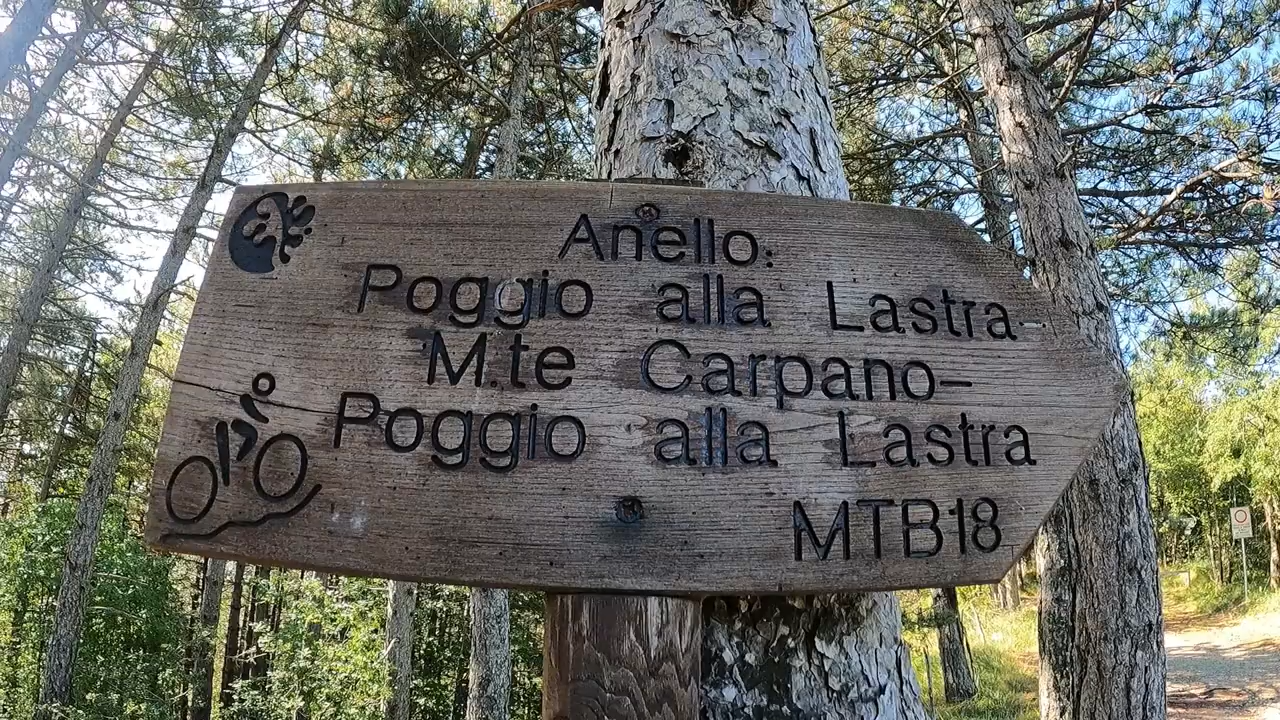 Anello:
Poggio alla Lastra-
M.te Carpano-
Poggio alla Lastra
MTB18